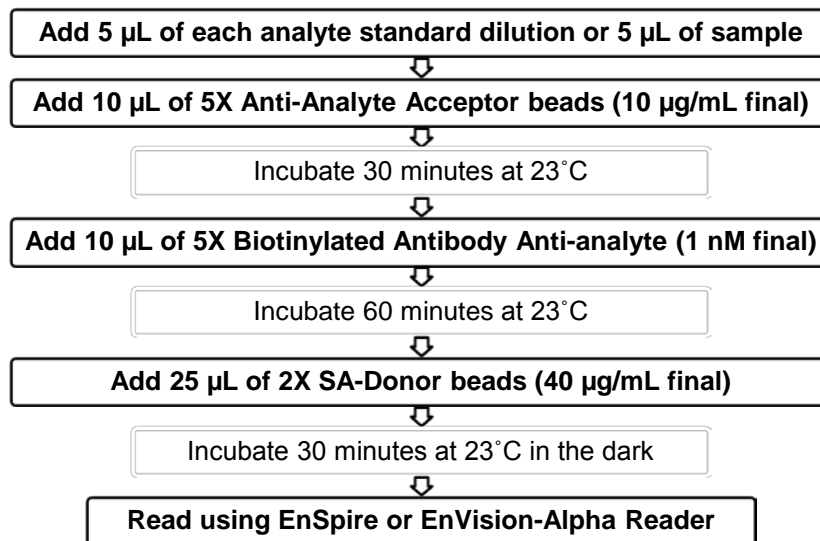 Add 5 µL of each analyte standard dilution or 5 µL of sample
Add 10 µL of 5X Anti-Analyte Acceptor beads (10 µg/mL final)
Incubate 30 minutes at 23˚C
Add 10 µL of 5X Biotinylated Antibody Anti-analyte (1 nM final)
Incubate 60 minutes at 23˚C
Add 25 µL of 2X SA-Donor beads (40 µg/mL final)
Incubate 30 minutes at 23˚C in the dark
Read using EnSpire or EnVision-Alpha Reader